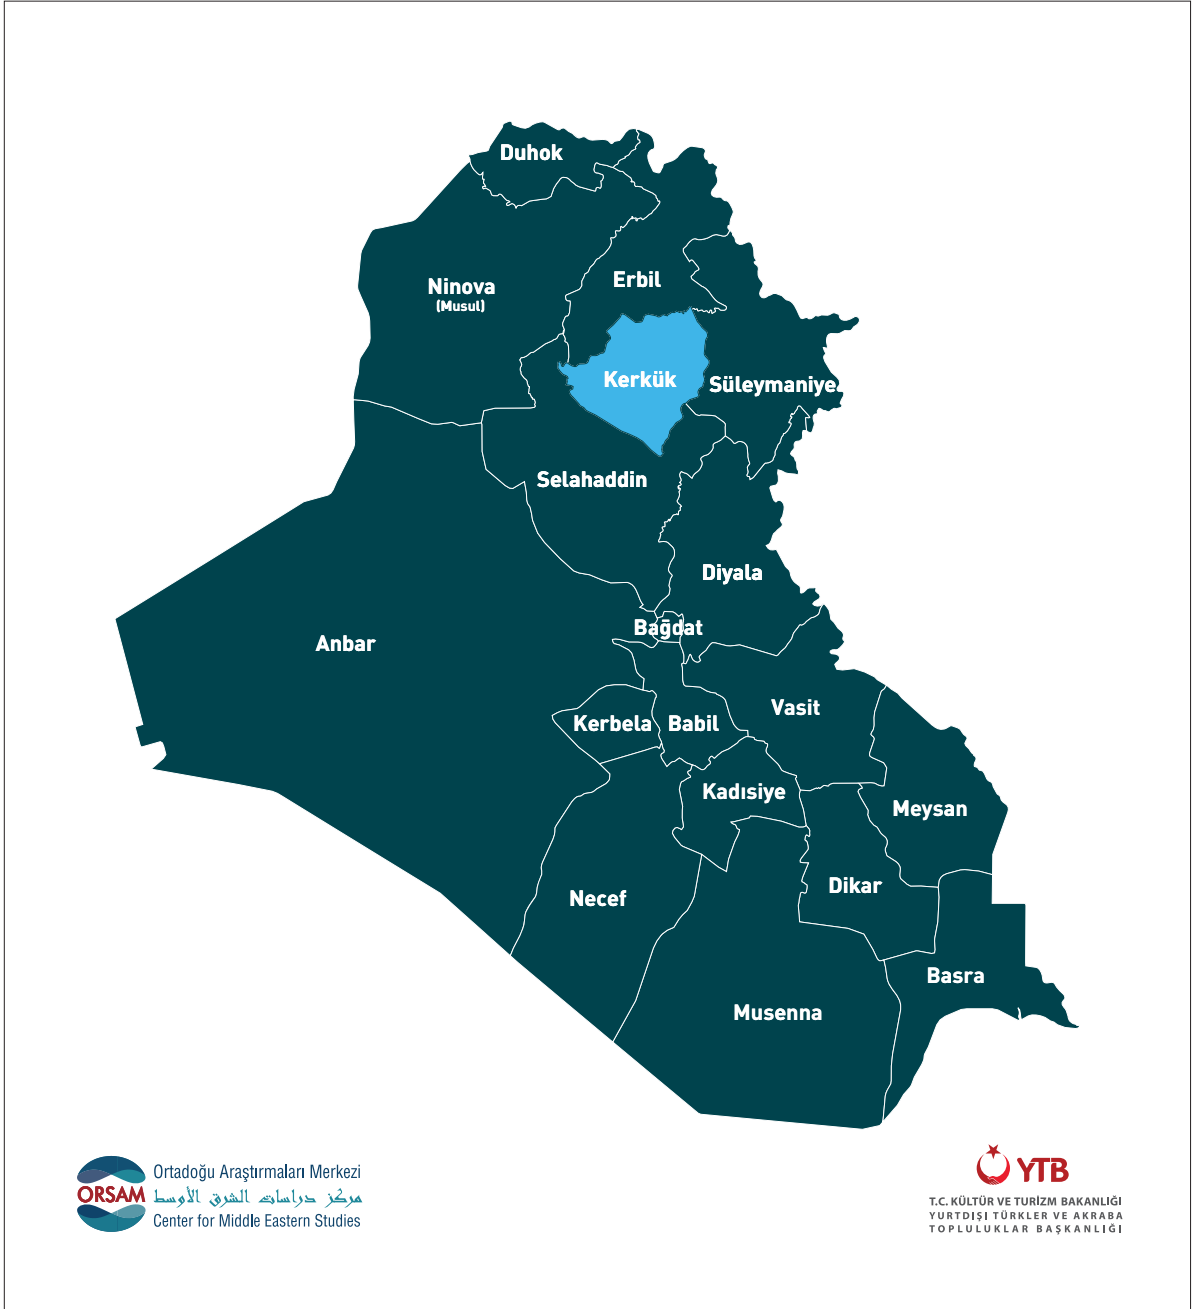 Duhok
Ninova
(Musul)
Erbil
Kerkük
Süleymaniye
Selahaddin
Diyala
Bağdat
Anbar
Vasit
Kerbela
Babil
Kadısiye
Meysan
Dikar
Necef
Basra
Musenna
ORSAM
Ortadoğu Araştırmaları Merkezi
مركز دراسات الشرق الأوسط
Center for Middle Eastern Studies
YTB
T.C. KÜLTÜR VE TURİZM BAKANLIĞI
YURTDIŞI TÜRKLER VE AKRABA
TOPLULUKLAR BAŞKANLIĞI